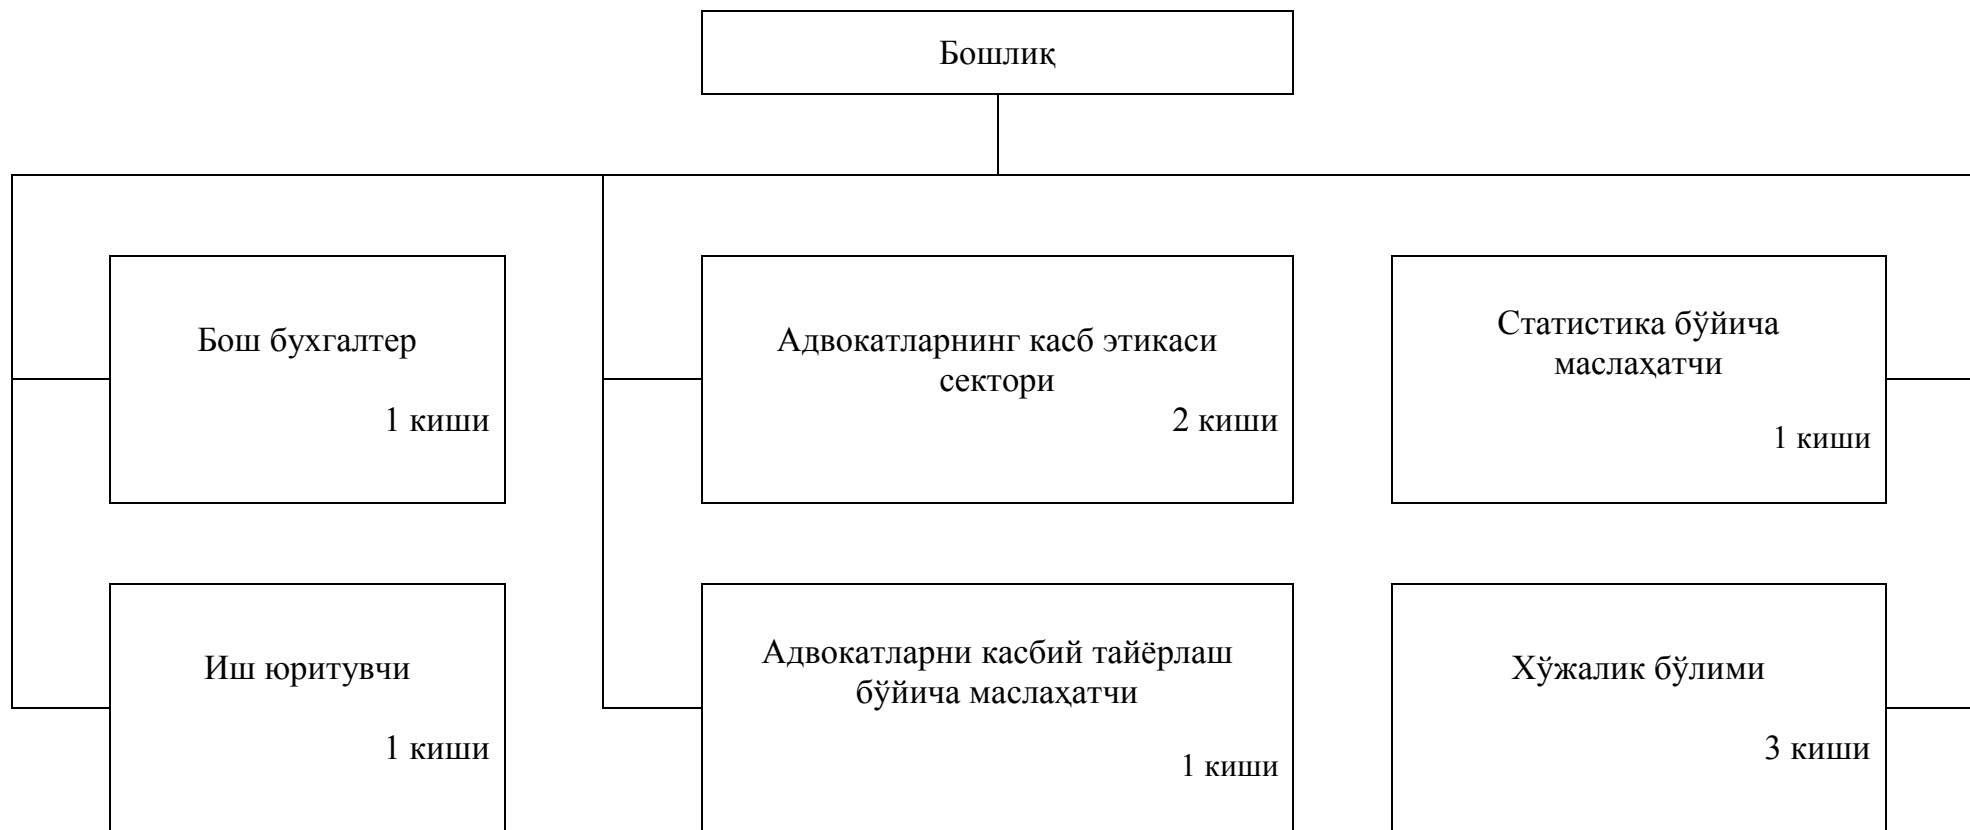 Бошлиқ
Бош бухгалтер
1 киши
Адвокатларнинг касб этикаси
сектори
2 киши
Статистика бўйича
маслаҳатчи
1 киши
Иш юритувчи
1 киши
Адвокатларни касбий тайёрлаш
бўйича маслаҳатчи
1 киши
Хўжалик бўлими
3 киши